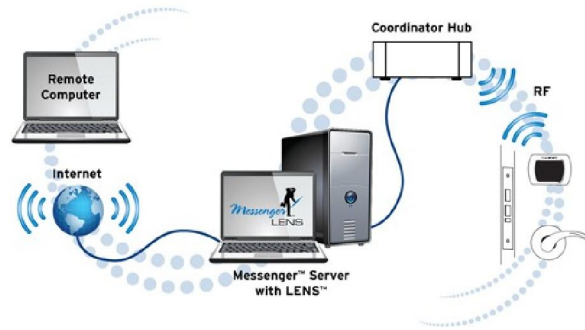 Coordinator Hub
Remote
Computer
RF
Internet
Messenger
LENS
Messenger™ Server
with LENS™